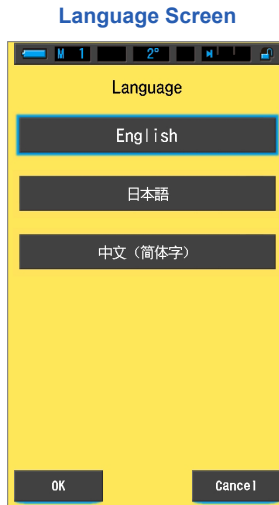 Language Screen
M 1 2°
Language
English
日本語
中文（简体字）
OK Cancel